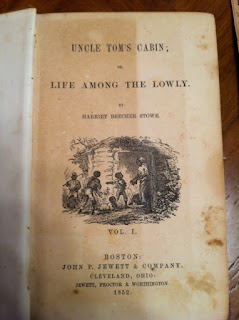 UNCLE TOM'S CABIN;
OR,
LIFE AMONG THE LOWLY.
BY
HARRIET BEECHER STOWE.
VOL. I.
BOSTON:
JOHN P. JEWETT & COMPANY.
CLEVELAND, OHIO:
JEWETT, PROCTOR & WORTHINGTON.
1852.